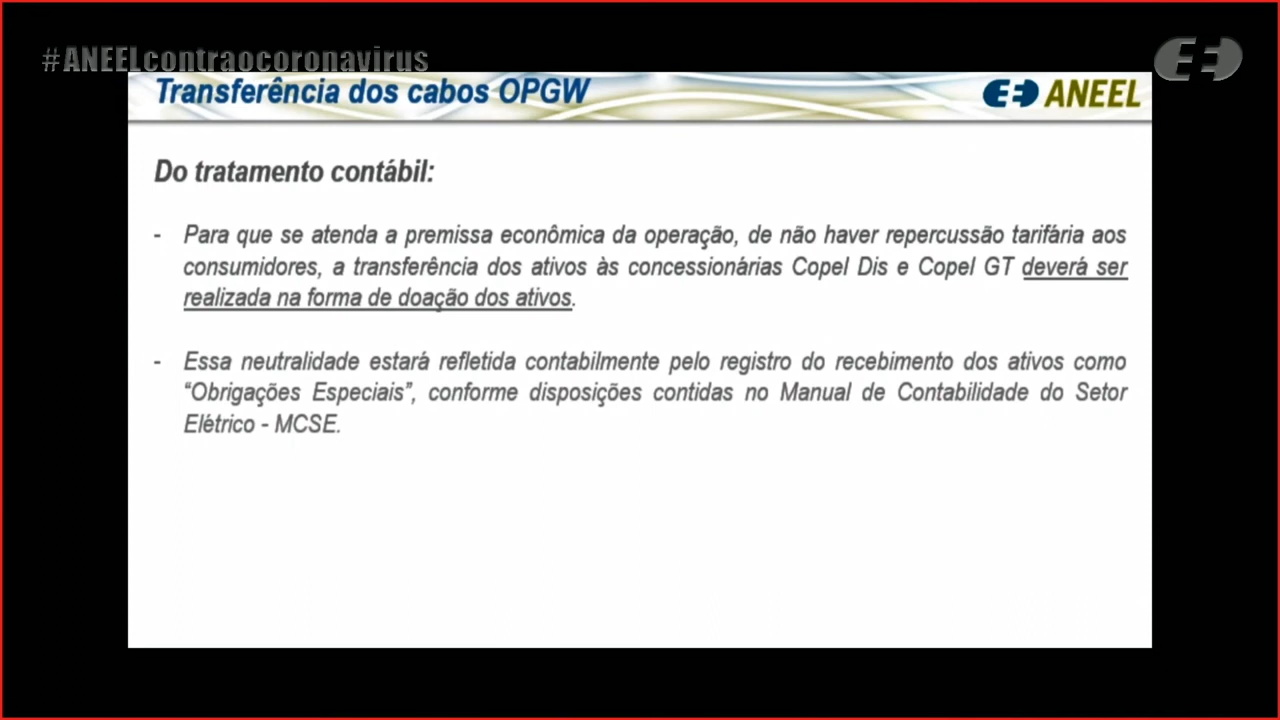 #ANEELcontraocoronavirus
Transferência dos cabos OPGW
ANEEL
Do tratamento contábil:
- Para que se atenda a premissa econômica da operação, de não haver repercussão tarifária aos
consumidores, a transferência dos ativos às concessionárias Copel Dis e Copel GT deverá ser
realizada na forma de doação dos ativos.
- Essa neutralidade estará refletida contabilmente pelo registro do recebimento dos ativos como
“Obrigações Especiais”, conforme disposições contidas no Manual de Contabilidade do Setor
Elétrico - MCSE.